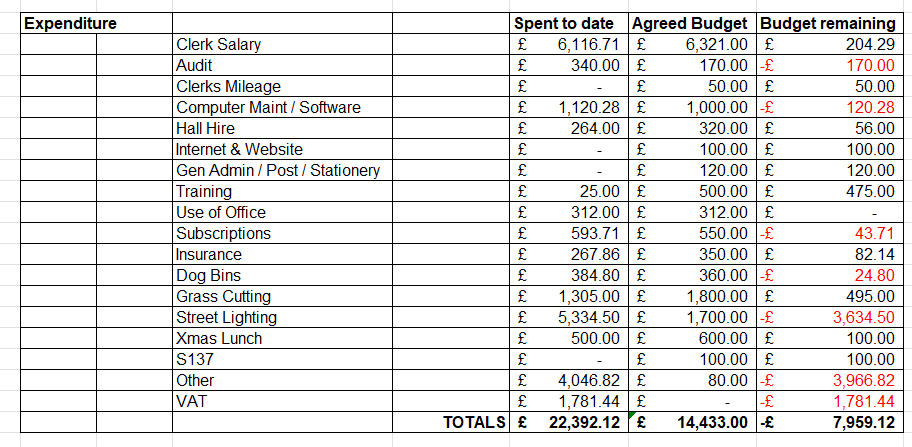 Expenditure Spent to date Agreed Budget Budget remaining
Clerk Salary £ 6,116.71 £ 6,321.00 £ 204.29
Audit £ 340.00 £ 170.00 -£ 170.00
Clerks Mileage £ - £ 50.00 £ 50.00
Computer Maint / Software £ 1,120.28 £ 1,000.00 -£ 120.28
Hall Hire £ 264.00 £ 320.00 £ 56.00
Internet & Website £ - £ 100.00 £ 100.00
Gen Admin / Post / Stationery £ - £ 120.00 £ 120.00
Training £ 25.00 £ 500.00 £ 475.00
Use of Office £ 312.00 £ 312.00 £ -
Subscriptions £ 593.71 £ 550.00 -£ 43.71
Insurance £ 267.86 £ 350.00 £ 82.14
Dog Bins £ 384.80 £ 360.00 -£ 24.80
Grass Cutting £ 1,305.00 £ 1,800.00 £ 495.00
Street Lighting £ 5,334.50 £ 1,700.00 -£ 3,634.50
Xmas Lunch £ 500.00 £ 600.00 £ 100.00
S137 £ - £ 100.00 £ 100.00
Other £ 4,046.82 £ 80.00 -£ 3,966.82
VAT £ 1,781.44 £ - -£ 1,781.44
TOTALS £ 22,392.12 £ 14,433.00 -£ 7,959.12